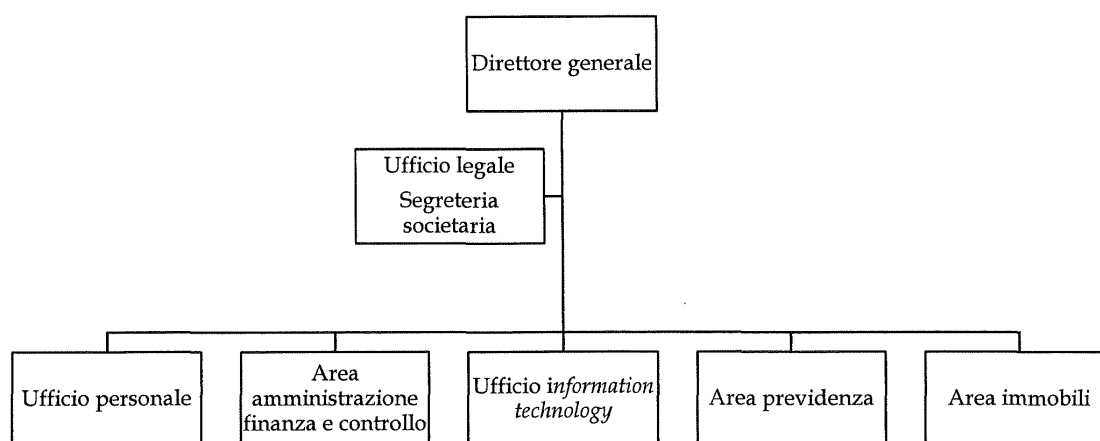 Direttore generale
Ufficio legale
Segreteria
societaria
Ufficio personale
Area
amministrazione
finanza e controllo
Ufficio information
technology
Area previdenza
Area immobili